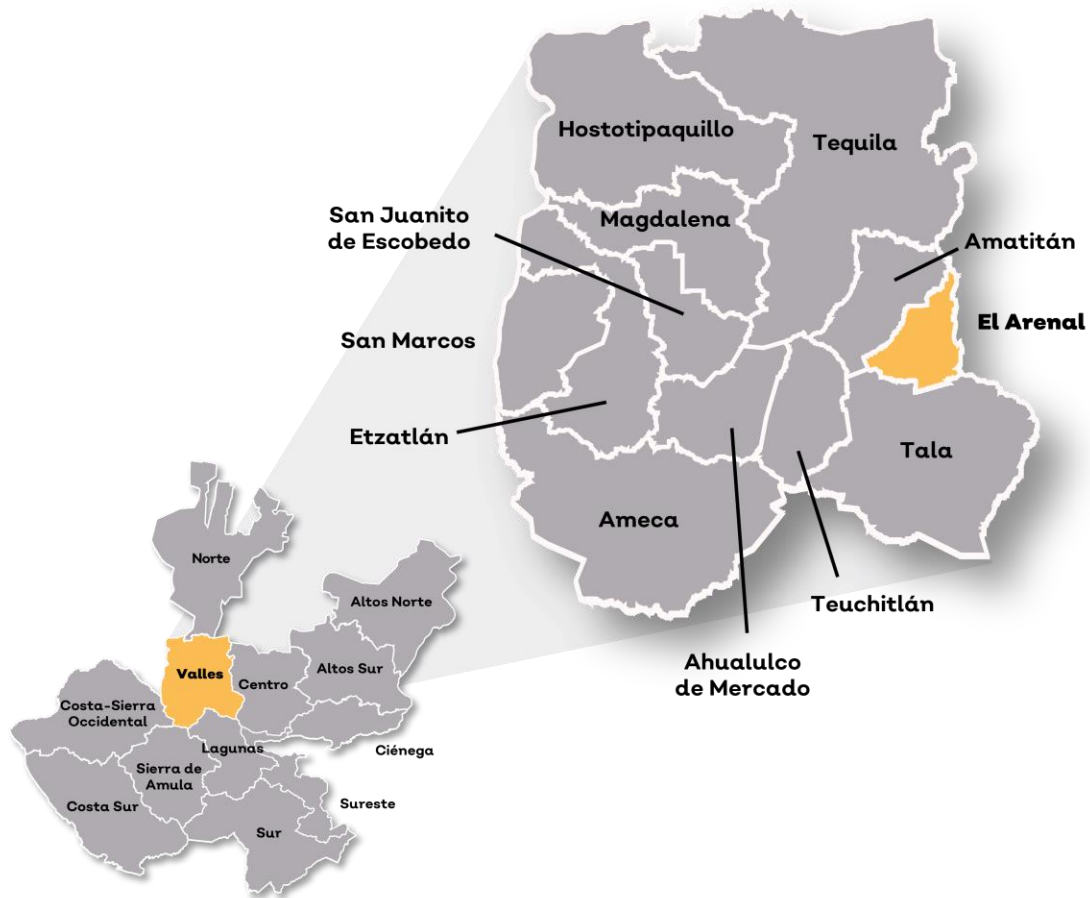 Hostotipaquillo
Tequila
San Juanito
de Escobedo
Magdalena
Amatitán
El Arenal
San Marcos
Etzatlán
Tala
Ameca
Teuchitlán
Ahualulco
de Mercado
Norte
Altos Norte
Valles
Centro
Altos Sur
Costa-Sierra
Occidental
Lagunas
Ciénega
Sierra de
Amula
Costa Sur
Sureste
Sur